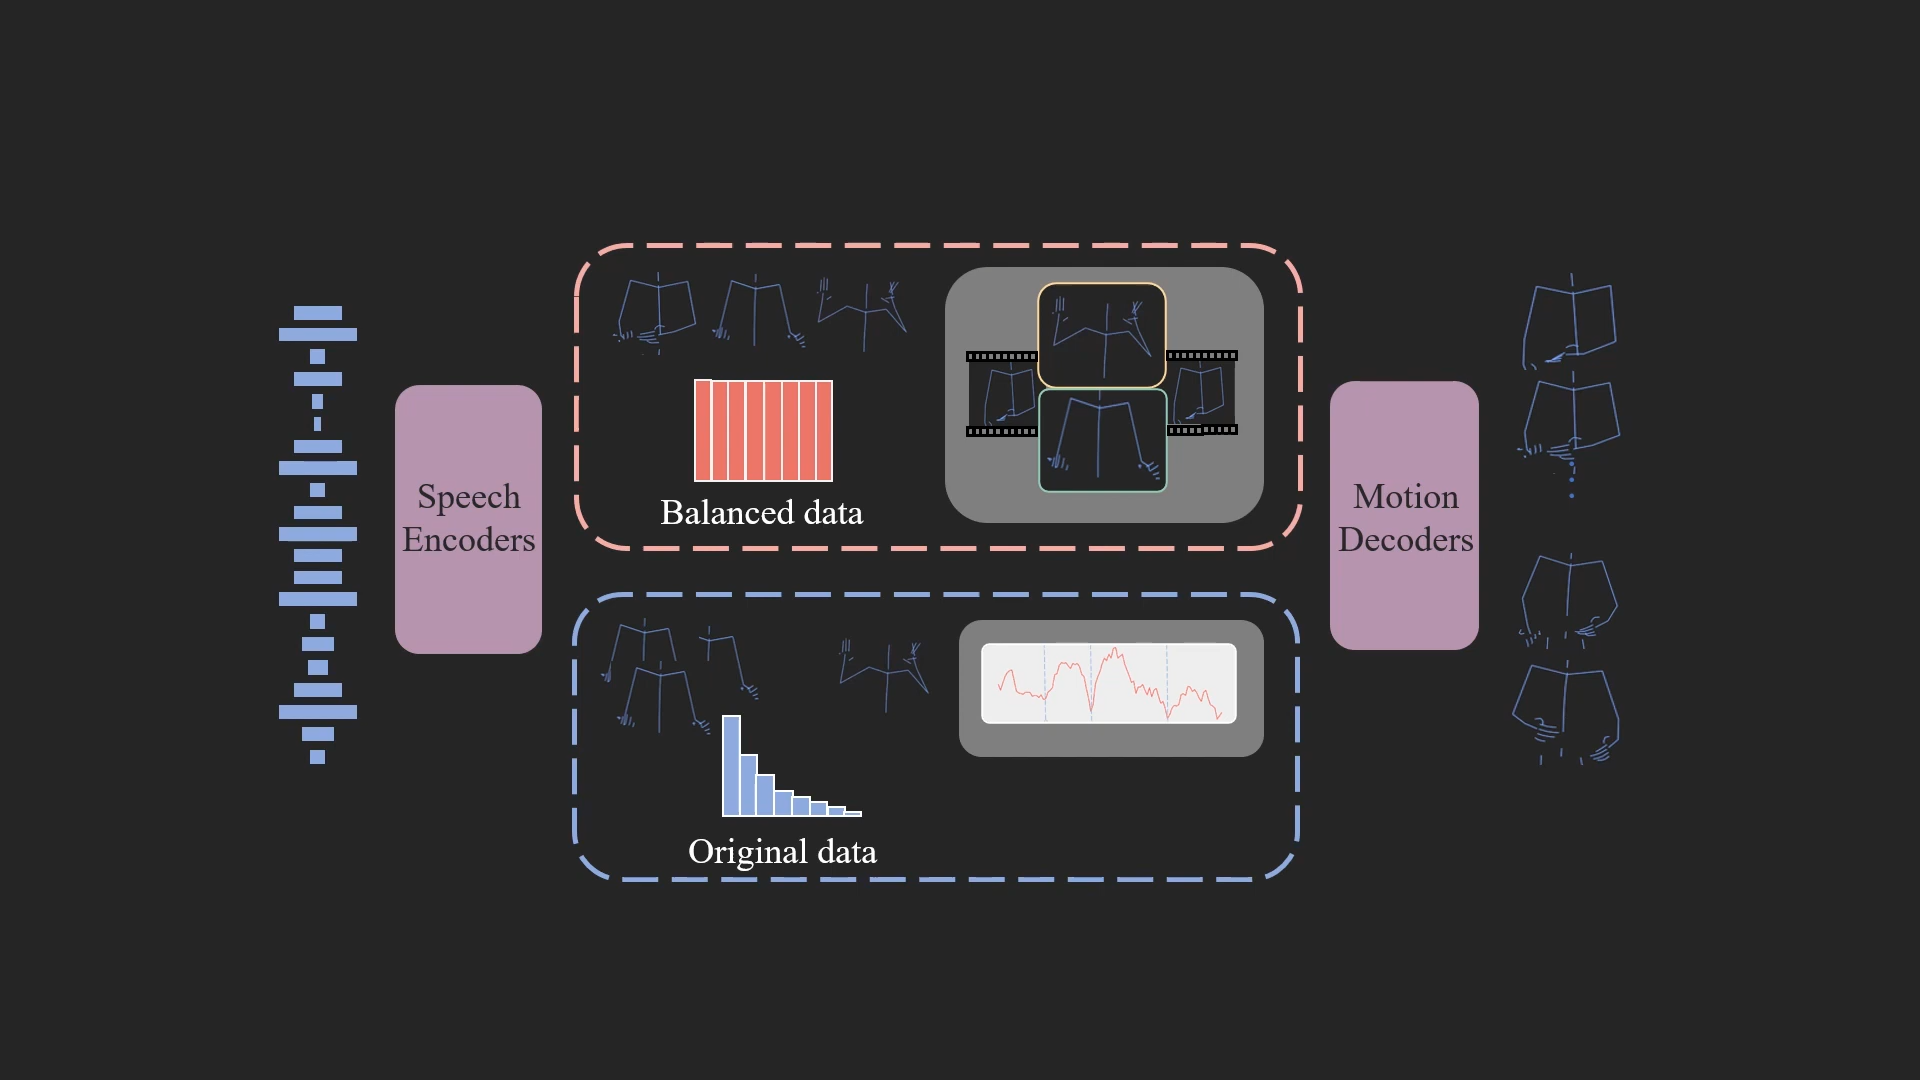 Speech
Encoders
Balanced data
Original data
Motion
Decoders